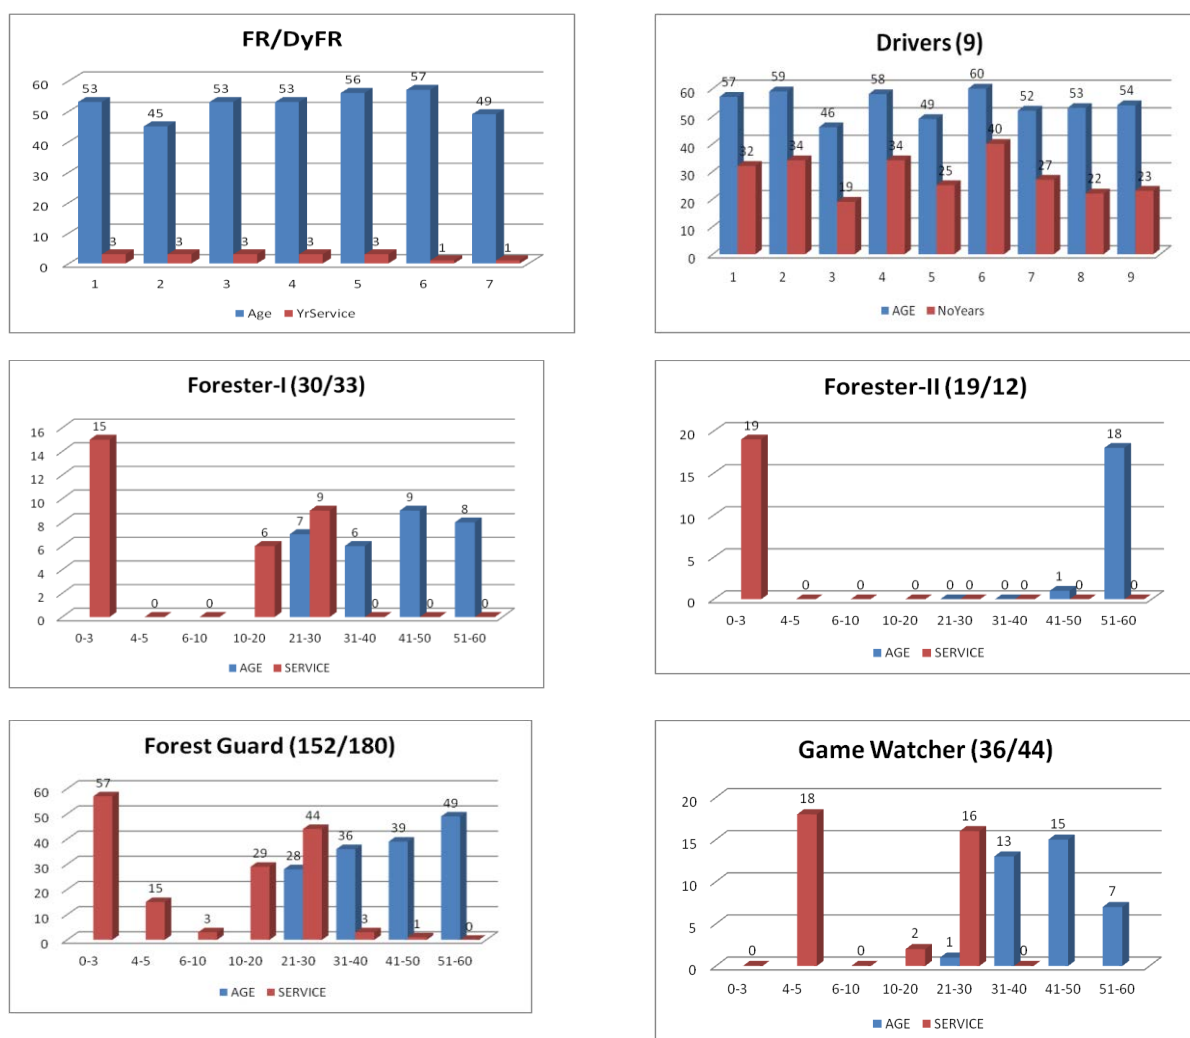 FR/DyFR
60
50
40
30
20
10
0
53 45 53 53 56 57 49
3 3 3 3 3 1 1
1 2 3 4 5 6 7
Age YrService
Drivers (9)
60
50
40
30
20
10
0
57 59 46 58 49 60 52 53 54
32 34 19 34 25 40 27 22 23
1 2 3 4 5 6 7 8 9
AGE NoYears
Forester-I (30/33)
16
14
12
10
8
6
4
2
0
15 0 0 6 7 9 6 0 9 0 8 0
0-3 4-5 6-10 10-20 21-30 31-40 41-50 51-60
AGE SERVICE
Forester-II (19/12)
20
15
10
5
0
19 0 0 0 0 0 0 0 1 0 18 0
0-3 4-5 6-10 10-20 21-30 31-40 41-50 51-60
AGE SERVICE
Forest Guard (152/180)
60
50
40
30
20
10
0
57 15 3 29 28 44 36 3 39 1 49 0
0-3 4-5 6-10 10-20 21-30 31-40 41-50 51-60
AGE SERVICE
Game Watcher (36/44)
20
15
10
5
0
0 18 0 2 1 16 13 0 15 7
0-3 4-5 6-10 10-20 21-30 31-40 41-50 51-60
AGE SERVICE